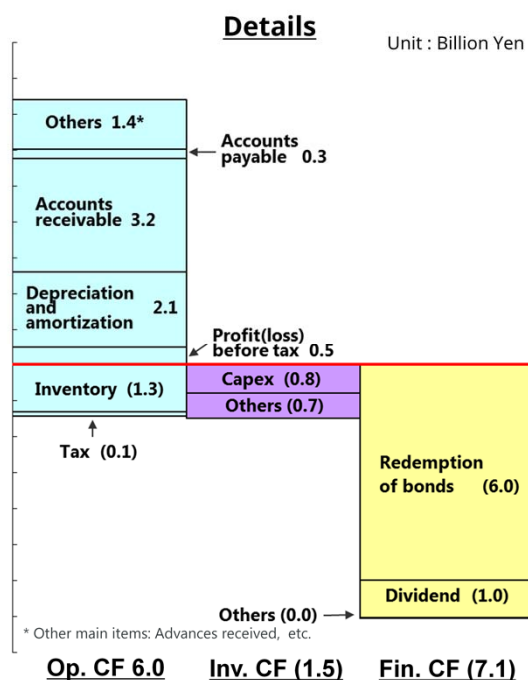 Details
Unit : Billion Yen
Others 1.4*
Accounts
payable 0.3
Accounts
receivable 3.2
Depreciation
and 2.1
amortization
Profit(loss)
before tax 0.5
Inventory (1.3)
Capex (0.8)
Others (0.7)
Tax (0.1)
Redemption
of bonds (6.0)
Dividend (1.0)
Others (0.0)
* Other main items: Advances received, etc.
Op. CF 6.0
Inv. CF (1.5)
Fin. CF (7.1)